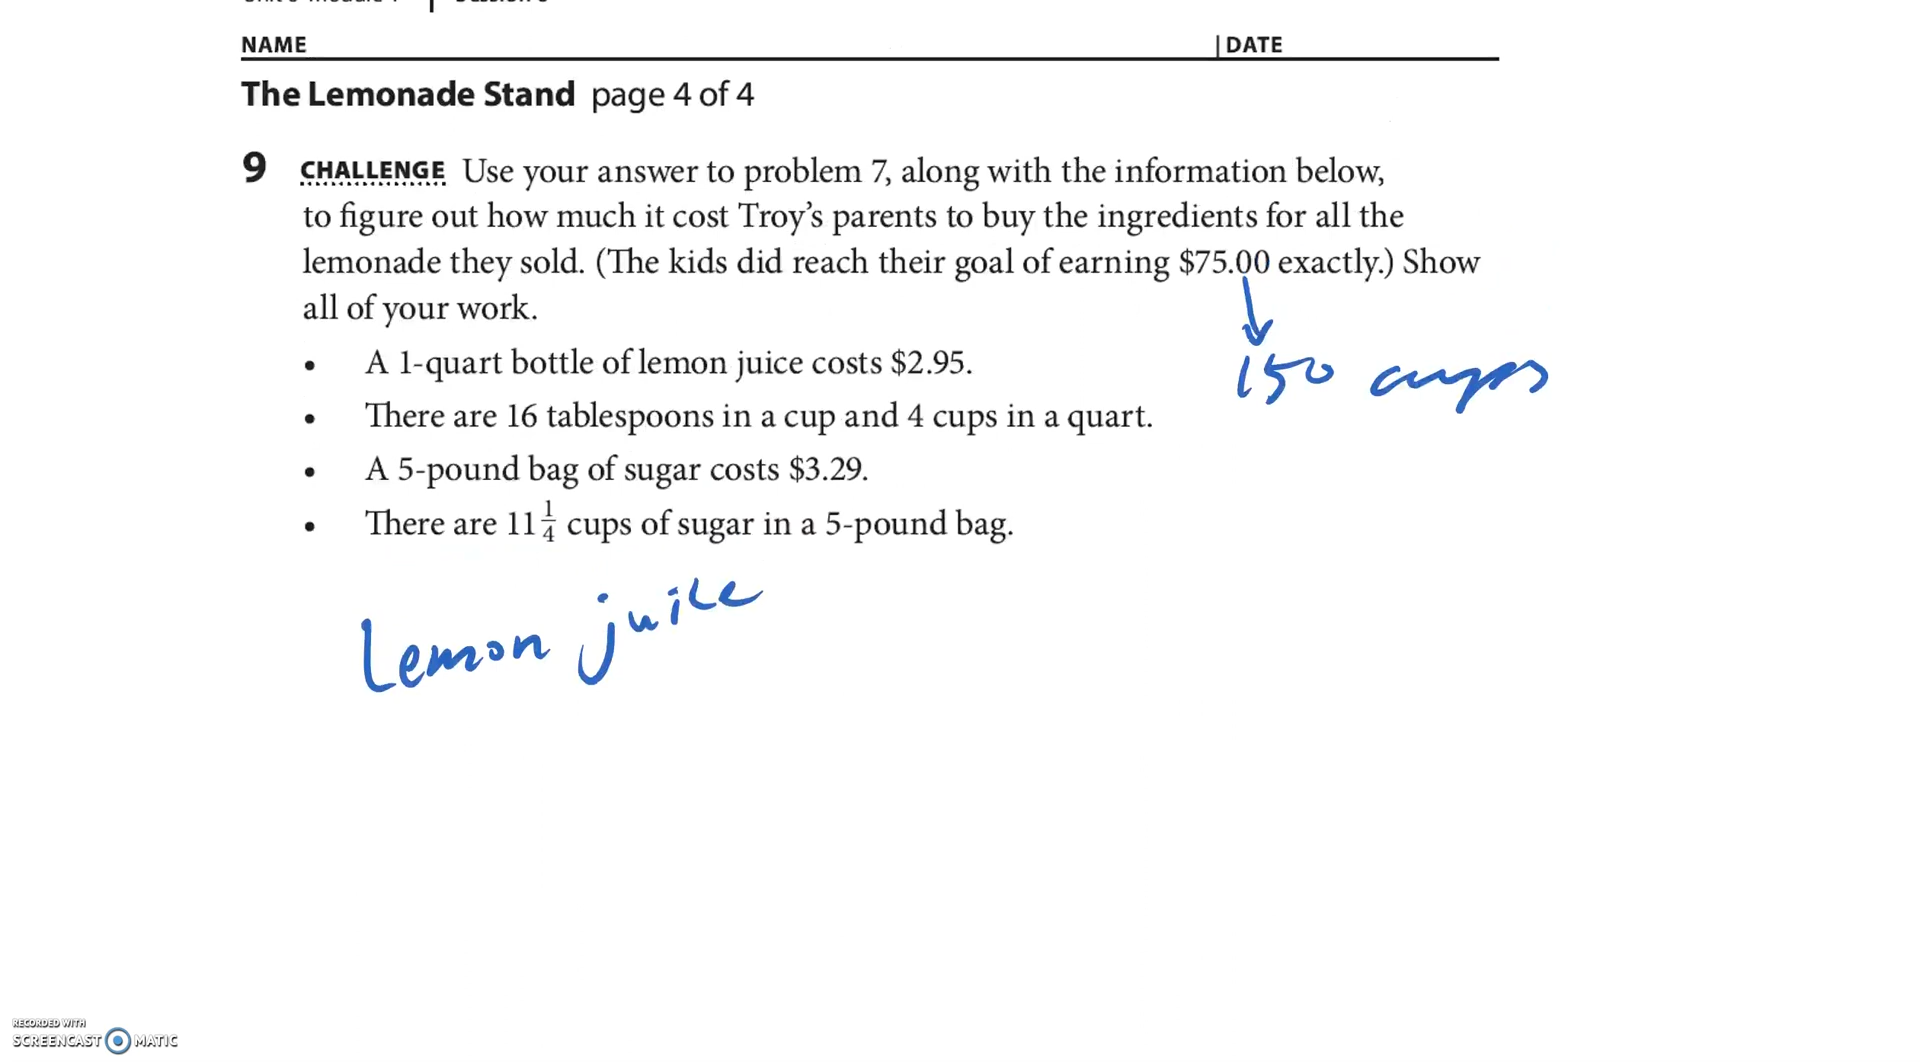 NAME | DATE
The Lemonade Stand page 4 of 4
9 CHALLENGE Use your answer to problem 7, along with the information below,
to figure out how much it cost Troy’s parents to buy the ingredients for all the
lemonade they sold. (The kids did reach their goal of earning $75.00 exactly.) Show
all of your work.
150 cups
• A 1-quart bottle of lemon juice costs $2.95.
• There are 16 tablespoons in a cup and 4 cups in a quart.
• A 5-pound bag of sugar costs $3.29.
• There are 11 1/4 cups of sugar in a 5-pound bag.
Lemon juice
RECORDED WITH
SCREENCAST MATIC